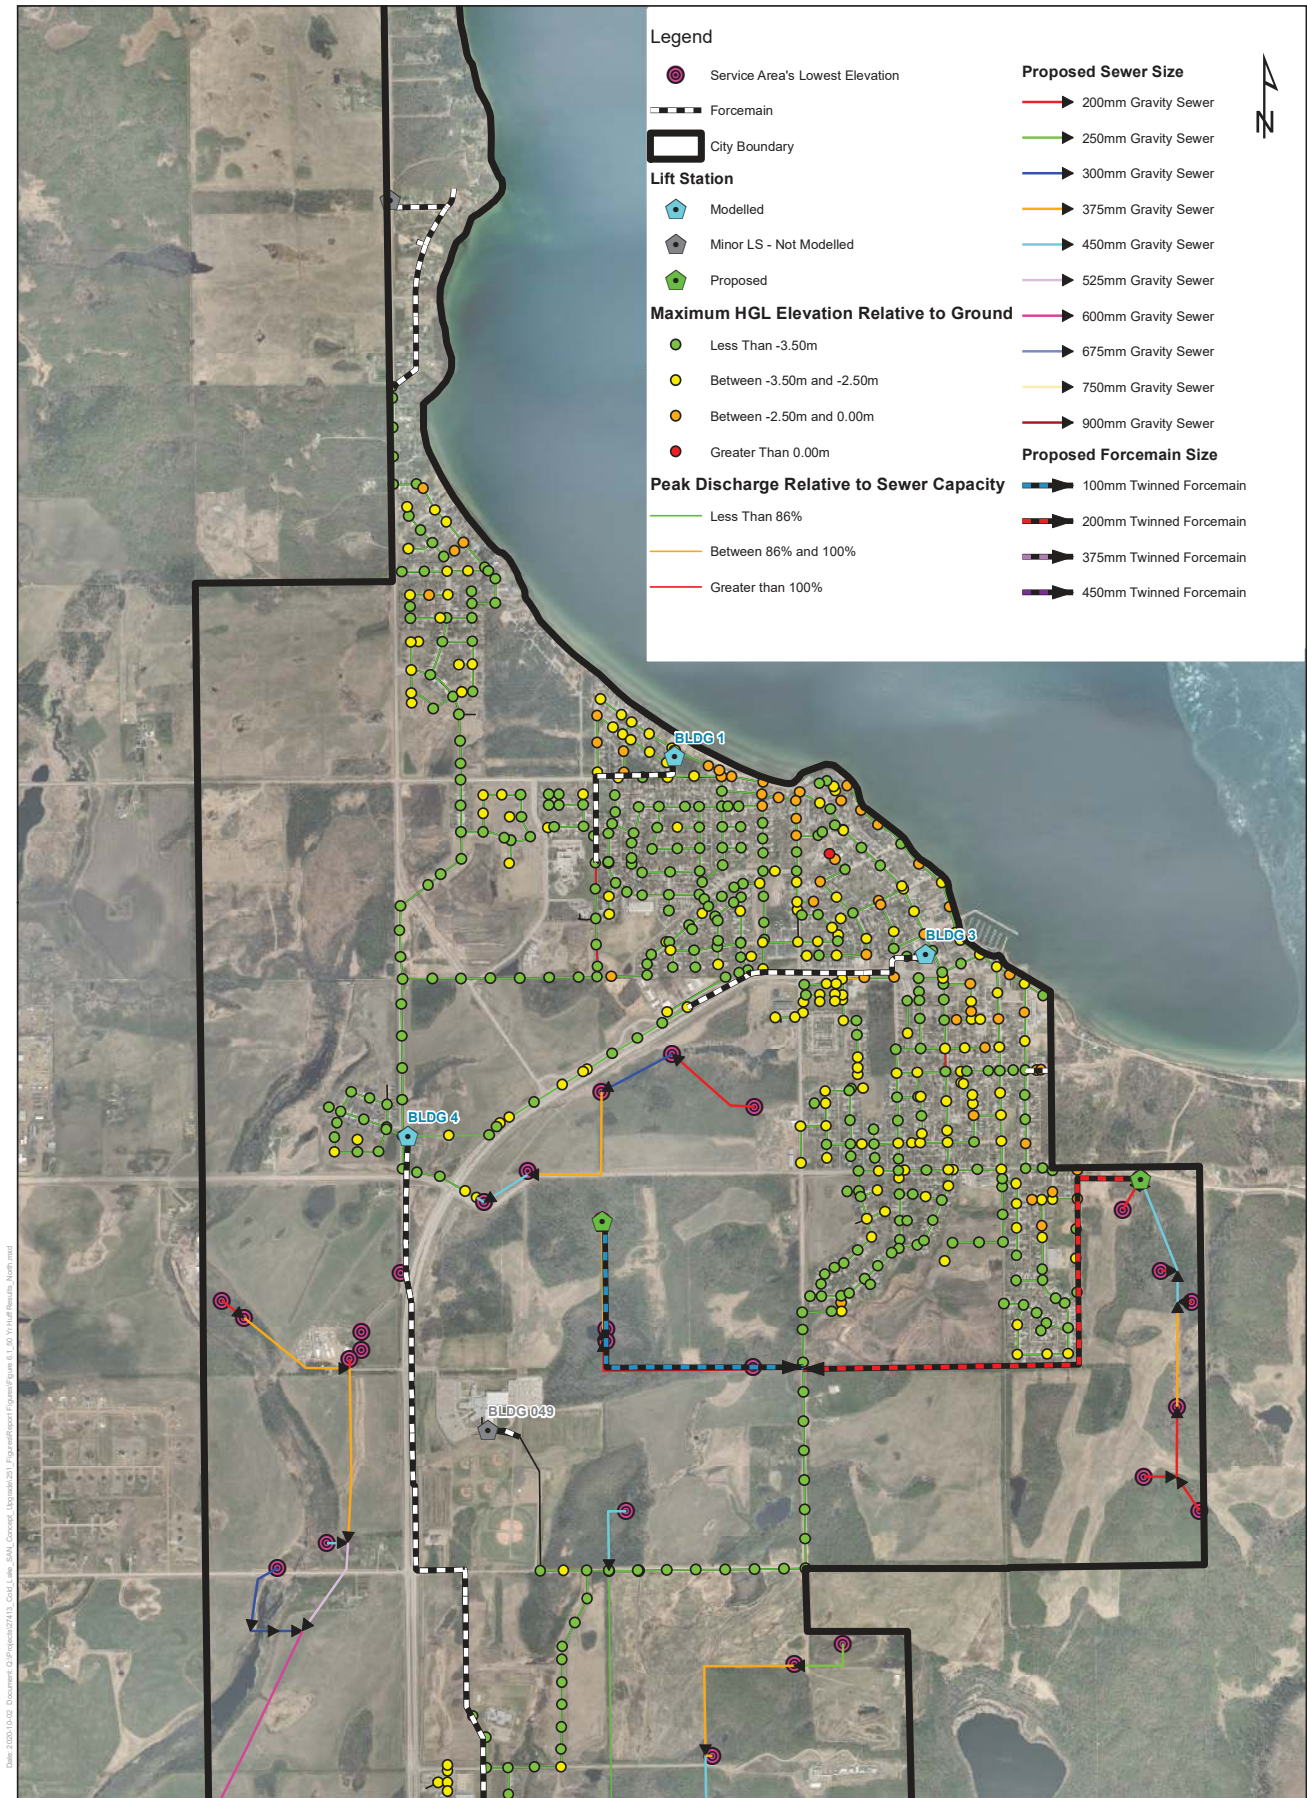 Legend
Service Area's Lowest Elevation
Forcemain
City Boundary
Lift Station
Modelled
Minor LS - Not Modelled
Proposed
Maximum HGL Elevation Relative to Ground
Less Than -3.50m
Between -3.50m and -2.50m
Between -2.50m and 0.00m
Greater Than 0.00m
Peak Discharge Relative to Sewer Capacity
Less Than 86%
Between 86% and 100%
Greater than 100%
Proposed Sewer Size
200mm Gravity Sewer
250mm Gravity Sewer
300mm Gravity Sewer
375mm Gravity Sewer
450mm Gravity Sewer
525mm Gravity Sewer
600mm Gravity Sewer
675mm Gravity Sewer
750mm Gravity Sewer
900mm Gravity Sewer
Proposed Forcemain Size
100mm Twinned Forcemain
200mm Twinned Forcemain
375mm Twinned Forcemain
450mm Twinned Forcemain
N
BLDG 1
BLDG 3
BLDG 4
BLDG 049